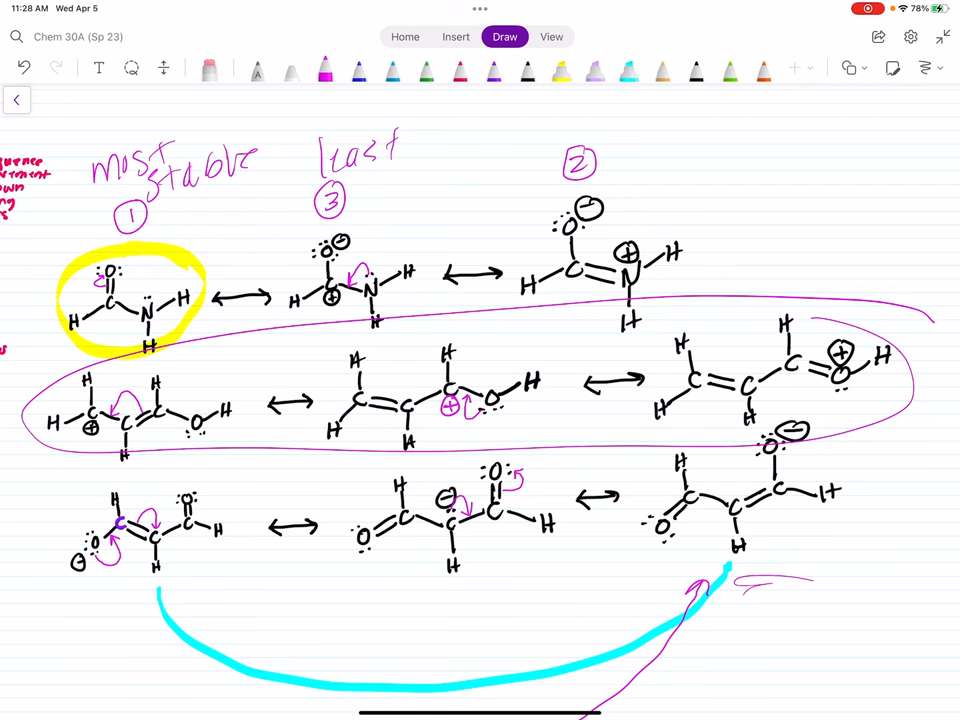 11:28 AM Wed Apr 5
78%
Chem 30A (Sp 23)
Home Insert Draw View
most stable
least
1
3
2
:O: H C N H H
:O: ⊖ H C ⊕ N H H
:O: ⊖ H C N ⊕ H H
H H C ⊕ C H C H O H
H H C C H C H ⊕ O H
H H C C H C H O ⊕ H
O ⊖ C H C H C O H
O C H C ⊖ H C :O: H
O C H C H C O ⊖ H